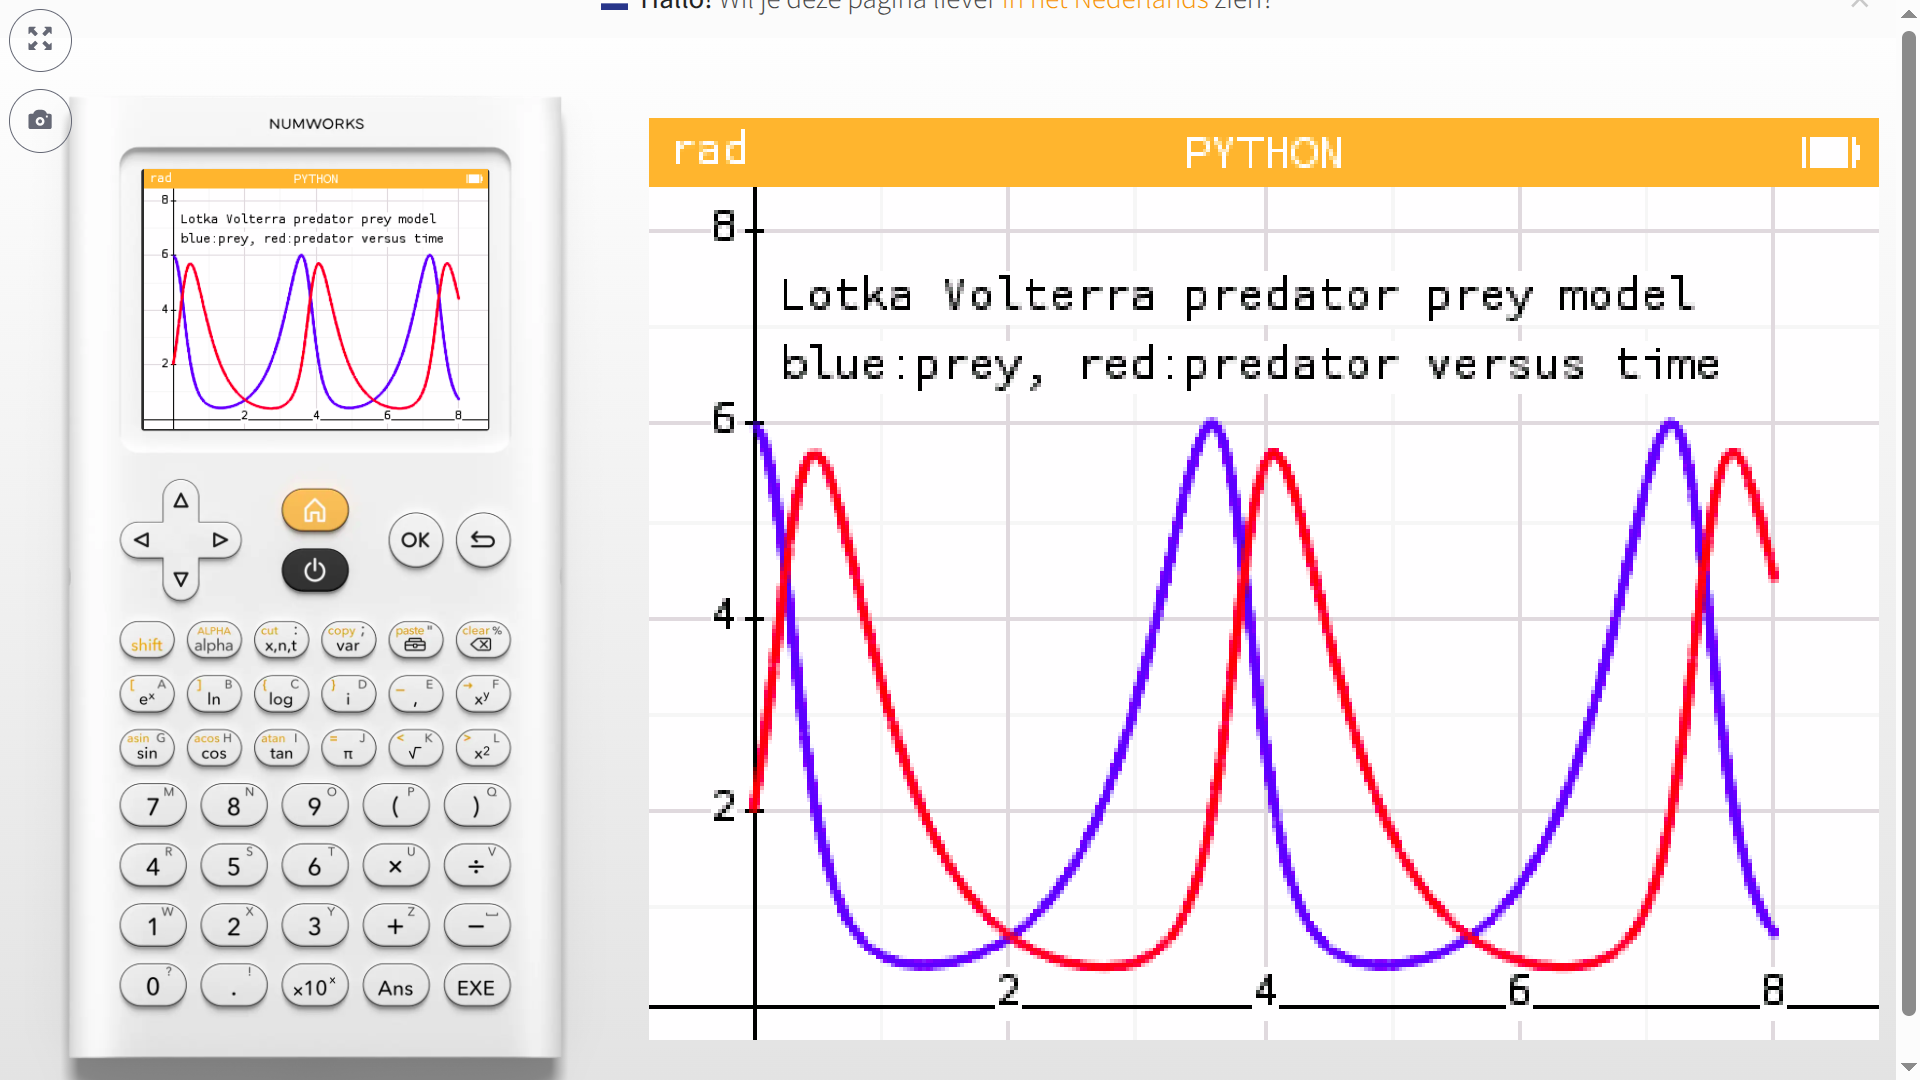 Hallo! Wil je deze pagina liever in het Nederlands zien?
NUMWORKS
rad PYTHON
8
Lotka Volterra predator prey model
blue:prey, red:predator versus time
6
4
2
2 4 6 8
OK
shift
ALPHA alpha
cut : x,n,t
copy ; var
paste "
clear %
[ A eˣ
] B ln
{ C log
} D i
_ E ,
→ F xʸ
asin G sin
acos H cos
atan I tan
= J π
< K √
> L x²
7 M
8 N
9 O
( P
) Q
4 R
5 S
6 T
× U
÷ V
1 W
2 X
3 Y
+ Z
−
0 ?
. !
×10ˣ
Ans
EXE
rad PYTHON
8
Lotka Volterra predator prey model
blue:prey, red:predator versus time
6
4
2
2 4 6 8